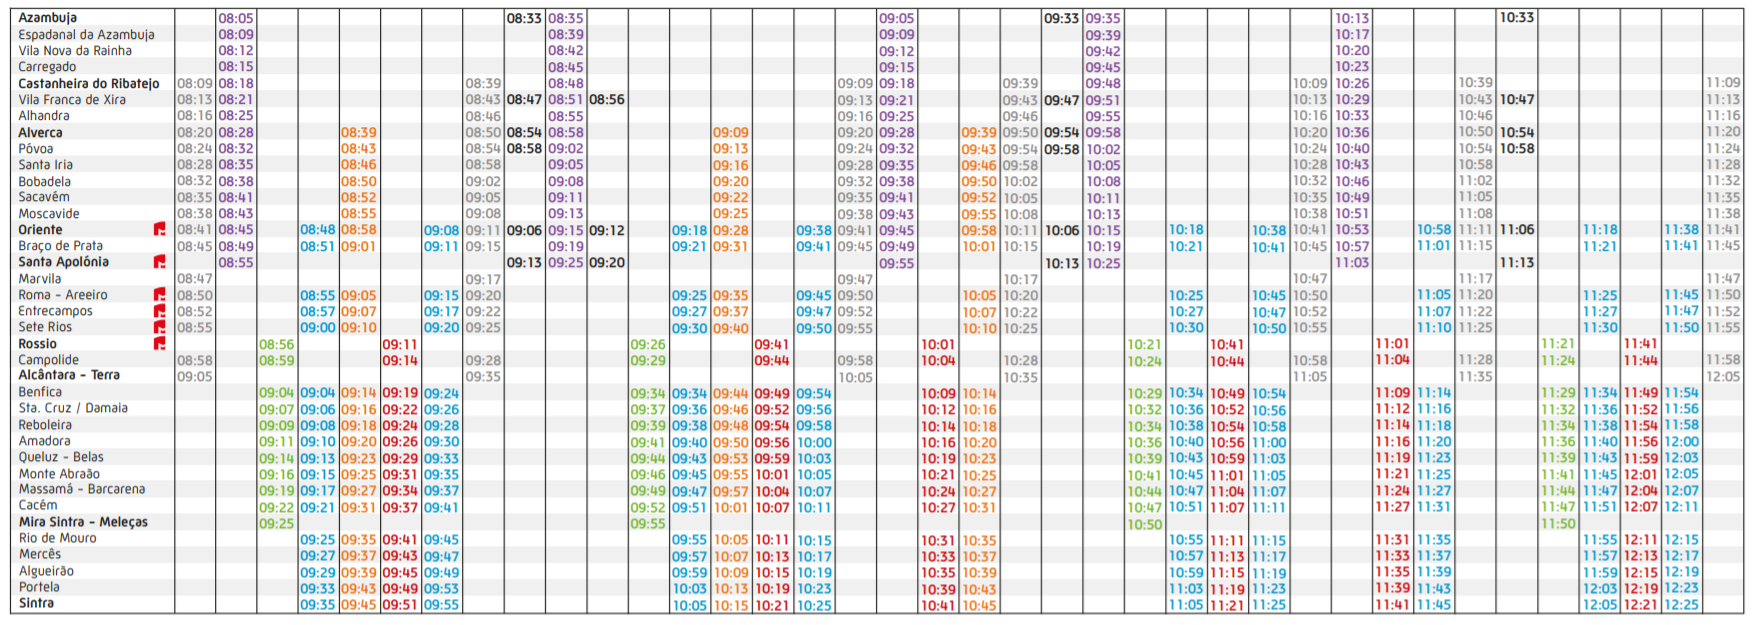 Azambuja 08:05 08:33 08:35 09:05 09:33 09:35 10:13 10:33
Espadanal da Azambuja 08:09 08:39 09:09 09:39 10:17
Vila Nova da Rainha 08:12 08:42 09:12 09:42 10:20
Carregado 08:15 08:45 09:15 09:45 10:23
Castanheira do Ribatejo 08:09 08:18 08:39 08:48 09:09 09:18 09:39 09:48 10:09 10:26 10:39 11:09
Vila Franca de Xira 08:13 08:21 08:43 08:47 08:51 08:56 09:13 09:21 09:43 09:47 09:51 10:13 10:29 10:43 10:47 11:13
Alhandra 08:16 08:25 08:46 08:55 09:16 09:25 09:46 09:55 10:16 10:33 10:46 11:16
Alverca 08:20 08:28 08:39 08:50 08:54 08:58 09:09 09:20 09:28 09:39 09:50 09:54 09:58 10:20 10:36 10:50 10:54 11:20
Póvoa 08:24 08:32 08:43 08:54 08:58 09:02 09:13 09:24 09:32 09:43 09:54 09:58 10:02 10:24 10:40 10:54 10:58 11:24
Santa Iria 08:28 08:35 08:46 08:58 09:05 09:16 09:28 09:35 09:46 09:58 10:05 10:28 10:43 10:58 11:28
Bobadela 08:32 08:38 08:50 09:02 09:08 09:20 09:32 09:38 09:50 10:02 10:08 10:32 10:46 11:02 11:32
Sacavém 08:35 08:41 08:52 09:05 09:11 09:22 09:35 09:41 09:52 10:05 10:11 10:35 10:49 11:05 11:35
Moscavide 08:38 08:43 08:55 09:08 09:13 09:25 09:38 09:43 09:55 10:08 10:13 10:38 10:51 11:08 11:38
Oriente 08:41 08:45 08:48 08:58 09:08 09:11 09:06 09:15 09:12 09:18 09:28 09:38 09:41 09:45 09:58 10:11 10:06 10:15 10:18 10:38 10:41 10:53 10:58 11:11 11:06 11:18 11:38 11:41
Braço de Prata 08:45 08:49 08:51 09:01 09:11 09:15 09:19 09:21 09:31 09:41 09:45 09:49 10:01 10:15 10:19 10:21 10:41 10:45 10:57 11:01 11:15 11:21 11:41 11:45
Santa Apolónia 08:55 09:13 09:25 09:20 09:55 10:13 10:25 11:03 11:13
Marvila 08:47 09:17 09:47 10:17 10:47 11:17 11:47
Roma - Areeiro 08:50 08:55 09:05 09:15 09:20 09:25 09:35 09:45 09:50 10:05 10:20 10:25 10:45 10:50 11:05 11:20 11:25 11:45 11:50
Entrecampos 08:52 08:57 09:07 09:17 09:22 09:27 09:37 09:47 09:52 10:07 10:22 10:27 10:47 10:52 11:07 11:22 11:27 11:47 11:52
Sete Rios 08:55 09:00 09:10 09:20 09:25 09:30 09:40 09:50 09:55 10:10 10:25 10:30 10:50 10:55 11:10 11:25 11:30 11:50 11:55
Rossio 08:56 09:11 09:26 09:41 10:01 10:21 10:41 11:01 11:21 11:41
Campolide 08:58 08:59 09:14 09:28 09:29 09:44 09:58 10:04 10:28 10:24 10:44 10:58 11:04 11:28 11:24 11:44 11:58
Alcântara - Terra 09:05 09:35 10:05 10:35 11:05 11:35 12:05
Benfica 09:04 09:04 09:14 09:19 09:24 09:34 09:34 09:44 09:49 09:54 10:09 10:14 10:29 10:34 10:49 10:54 11:09 11:14 11:29 11:34 11:49 11:54
Sta. Cruz / Damaia 09:07 09:06 09:16 09:22 09:26 09:37 09:36 09:46 09:52 09:56 10:12 10:16 10:32 10:36 10:52 10:56 11:12 11:16 11:32 11:36 11:52 11:56
Reboleira 09:09 09:08 09:18 09:24 09:28 09:39 09:38 09:48 09:54 09:58 10:14 10:18 10:34 10:38 10:54 10:58 11:14 11:18 11:34 11:38 11:54 11:58
Amadora 09:11 09:10 09:20 09:26 09:30 09:41 09:40 09:50 09:56 10:00 10:16 10:20 10:36 10:40 10:56 11:00 11:16 11:20 11:36 11:40 11:56 12:00
Queluz - Belas 09:14 09:13 09:23 09:29 09:33 09:44 09:43 09:53 09:59 10:03 10:19 10:23 10:39 10:43 10:59 11:03 11:19 11:23 11:39 11:43 11:59 12:03
Monte Abraão 09:16 09:15 09:25 09:31 09:35 09:46 09:45 09:55 10:01 10:05 10:21 10:25 10:41 10:45 11:01 11:05 11:21 11:25 11:41 11:45 12:01 12:05
Massamá - Barcarena 09:19 09:17 09:27 09:34 09:37 09:49 09:47 09:57 10:04 10:07 10:24 10:27 10:44 10:47 11:04 11:07 11:24 11:27 11:44 11:47 12:04 12:07
Cacém 09:22 09:21 09:31 09:37 09:41 09:52 09:51 10:01 10:07 10:11 10:27 10:31 10:47 10:51 11:07 11:11 11:27 11:31 11:47 11:51 12:07 12:11
Mira Sintra - Meleças 09:25 09:55 10:50 11:50
Rio de Mouro 09:25 09:35 09:41 09:45 09:55 10:05 10:11 10:15 10:31 10:35 10:55 11:11 11:15 11:31 11:35 11:55 12:11 12:15
Mercês 09:27 09:37 09:43 09:47 09:57 10:07 10:13 10:17 10:33 10:37 10:57 11:13 11:17 11:33 11:37 11:57 12:13 12:17
Algueirão 09:29 09:39 09:45 09:49 09:59 10:09 10:15 10:19 10:35 10:39 10:59 11:15 11:19 11:35 11:39 11:59 12:15 12:19
Portela 09:33 09:43 09:49 09:53 10:03 10:13 10:19 10:23 10:39 10:43 11:03 11:19 11:23 11:39 11:43 12:03 12:19 12:23
Sintra 09:35 09:45 09:51 09:55 10:05 10:15 10:21 10:25 10:41 10:45 11:05 11:21 11:25 11:41 11:45 12:05 12:21 12:25